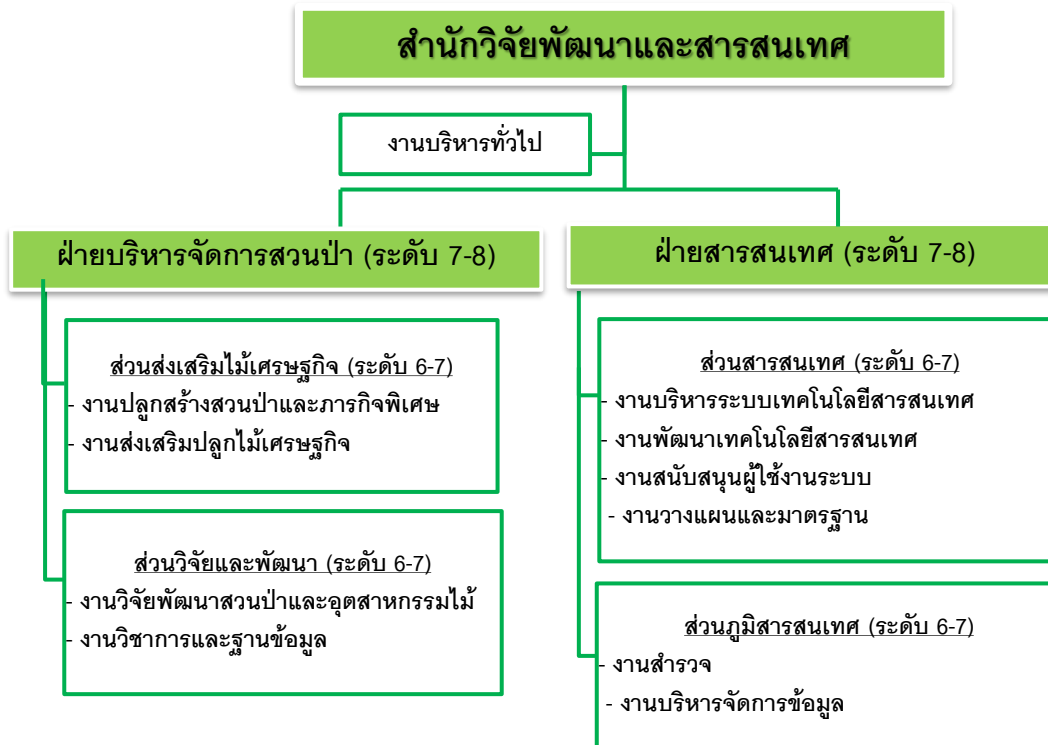 สำนักวิจัยพัฒนาและสารสนเทศ
งานบริหารทั่วไป
ฝ่ายบริหารจัดการสวนป่า (ระดับ 7-8)
ส่วนส่งเสริมไม้เศรษฐกิจ (ระดับ 6-7)
- งานปลูกสร้างสวนป่าและภารกิจพิเศษ
- งานส่งเสริมปลูกไม้เศรษฐกิจ
ส่วนวิจัยและพัฒนา (ระดับ 6-7)
- งานวิจัยพัฒนาสวนป่าและอุตสาหกรรมไม้
- งานวิชาการและฐานข้อมูล
ฝ่ายสารสนเทศ (ระดับ 7-8)
ส่วนสารสนเทศ (ระดับ 6-7)
- งานบริหารระบบเทคโนโลยีสารสนเทศ
- งานพัฒนาเทคโนโลยีสารสนเทศ
- งานสนับสนุนผู้ใช้งานระบบ
- งานวางแผนและมาตรฐาน
ส่วนภูมิสารสนเทศ (ระดับ 6-7)
- งานสำรวจ
- งานบริหารจัดการข้อมูล